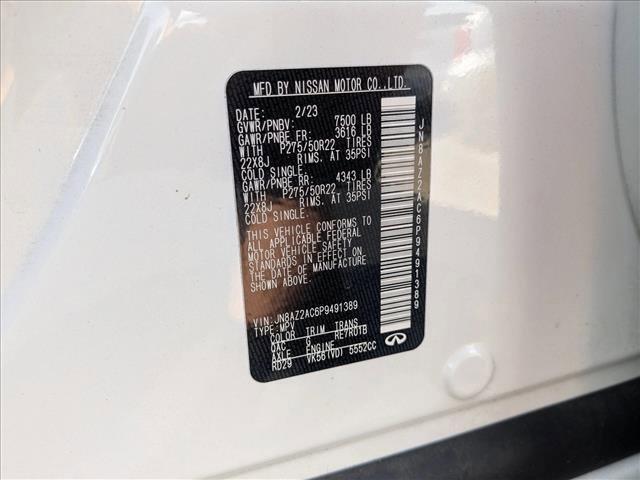 MFD BY NISSAN MOTOR CO.,LTD.
DATE: 2/23
GVWR/PNBV: 7500 LB
GAWR/PNBE FR: 3616 LB
WITH P275/50R22 TIRES
22X8J RIMS. AT 35PSI
COLD SINGLE.
GAWR/PNBE RR: 4343 LB
WITH P275/50R22 TIRES
22X8J RIMS. AT 35PSI
COLD SINGLE.
THIS VEHICLE CONFORMS TO
ALL APPLICABLE FEDERAL
MOTOR VEHICLE SAFETY
STANDARDS IN EFFECT ON
THE DATE OF MANUFACTURE
SHOWN ABOVE.
VIN: JN8AZ2AC6P9491389
TYPE: MPV
COLOR TRIM TRANS
QAC G RE7R01B
AXLE ENGINE
RD29 VK56(VD) 5552CC
JN8AZ2AC6P9491389